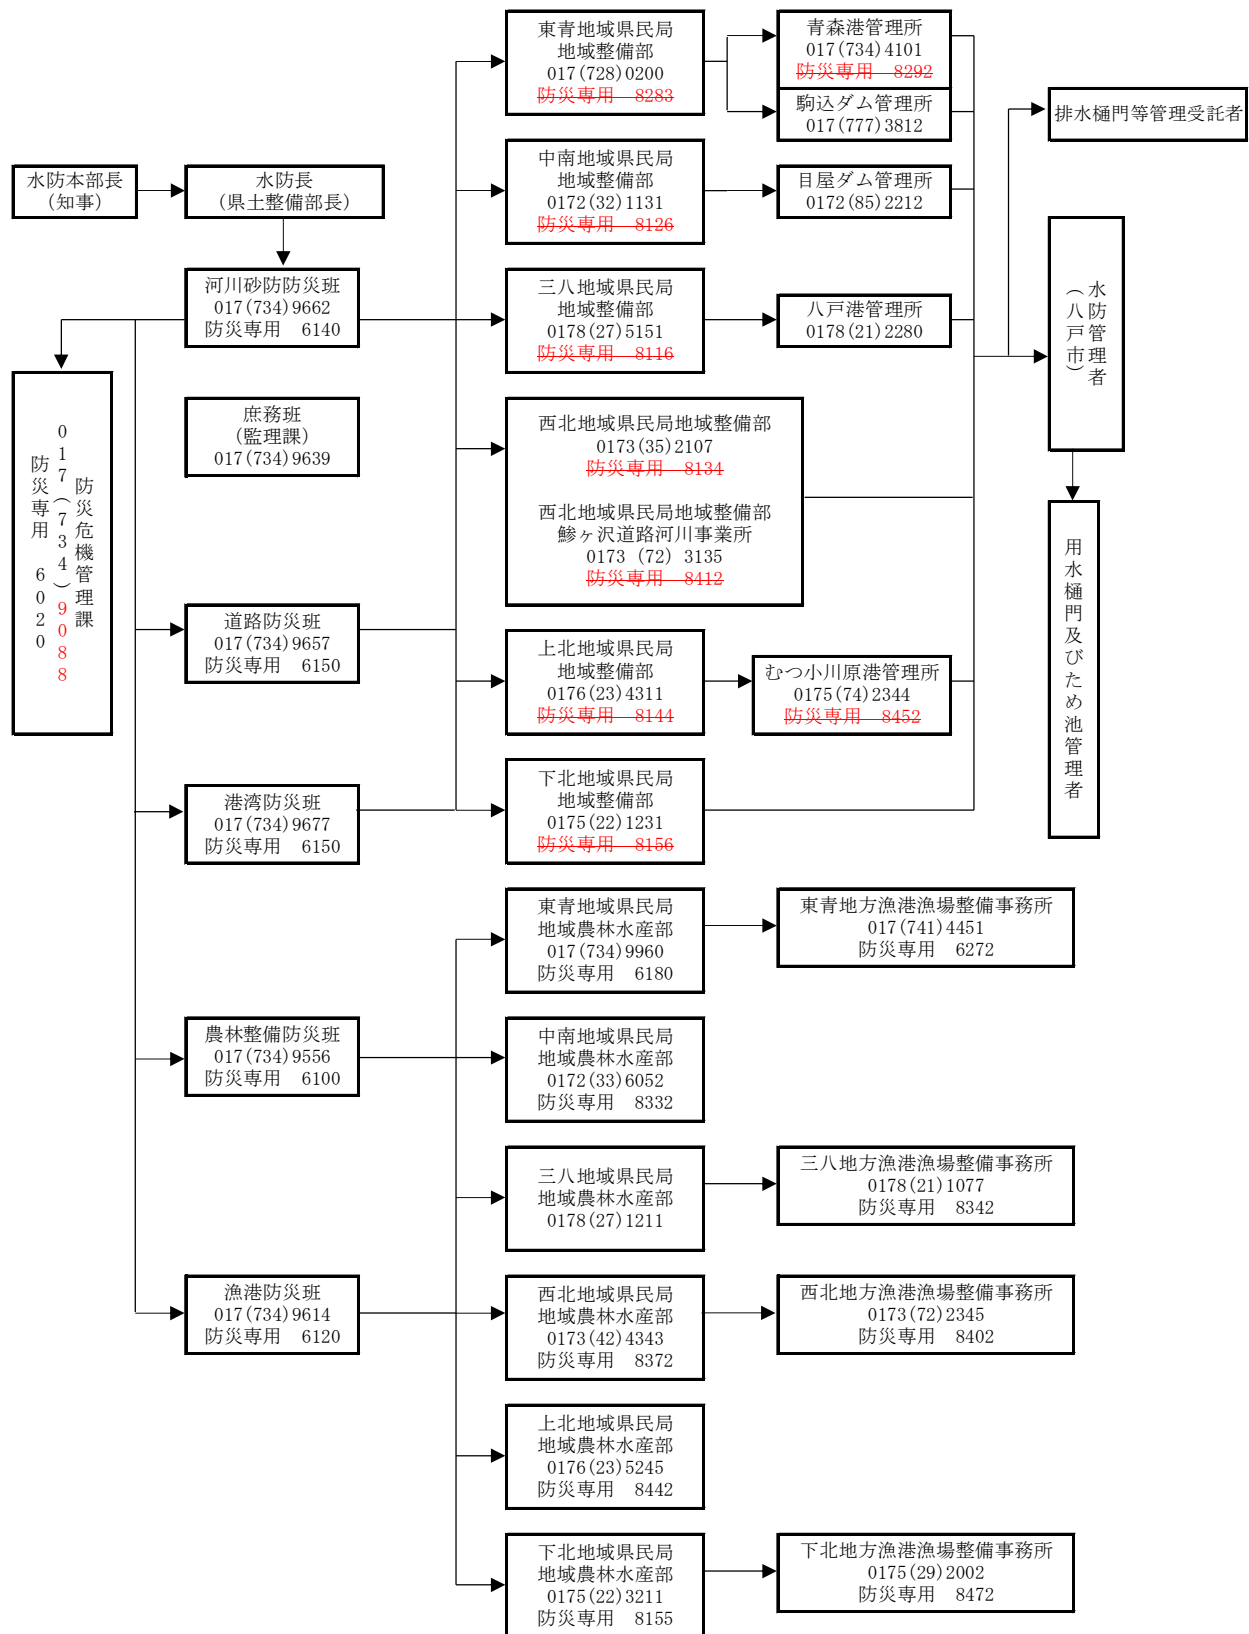 水防本部長
(知事)
水防長
(県土整備部長)
河川砂防防災班
017(734)9662
防災専用　6140
防災危機管理課
017(734)9088
防災専用　6020
庶務班
(監理課)
017(734)9639
道路防災班
017(734)9657
防災専用　6150
港湾防災班
017(734)9677
防災専用　6150
農林整備防災班
017(734)9556
防災専用　6100
漁港防災班
017(734)9614
防災専用　6120
東青地域県民局
地域整備部
017(728)0200
防災専用　8283
中南地域県民局
地域整備部
0172(32)1131
防災専用　8126
三八地域県民局
地域整備部
0178(27)5151
防災専用　8116
西北地域県民局地域整備部
0173(35)2107
防災専用　8134
西北地域県民局地域整備部
鯵ヶ沢道路河川事業所
0173 (72) 3135
防災専用　8412
上北地域県民局
地域整備部
0176(23)4311
防災専用　8144
下北地域県民局
地域整備部
0175(22)1231
防災専用　8156
東青地域県民局
地域農林水産部
017(734)9960
防災専用　6180
中南地域県民局
地域農林水産部
0172(33)6052
防災専用　8332
三八地域県民局
地域農林水産部
0178(27)1211
西北地域県民局
地域農林水産部
0173(42)4343
防災専用　8372
上北地域県民局
地域農林水産部
0176(23)5245
防災専用　8442
下北地域県民局
地域農林水産部
0175(22)3211
防災専用　8155
青森港管理所
017(734)4101
防災専用　8292
駒込ダム管理所
017(777)3812
目屋ダム管理所
0172(85)2212
八戸港管理所
0178(21)2280
むつ小川原港管理所
0175(74)2344
防災専用　8452
東青地方漁港漁場整備事務所
017(741)4451
防災専用　6272
三八地方漁港漁場整備事務所
0178(21)1077
防災専用　8342
西北地方漁港漁場整備事務所
0173(72)2345
防災専用　8402
下北地方漁港漁場整備事務所
0175(29)2002
防災専用　8472
排水樋門等管理受託者
水防管理者
(八戸市)
用水樋門及びため池管理者